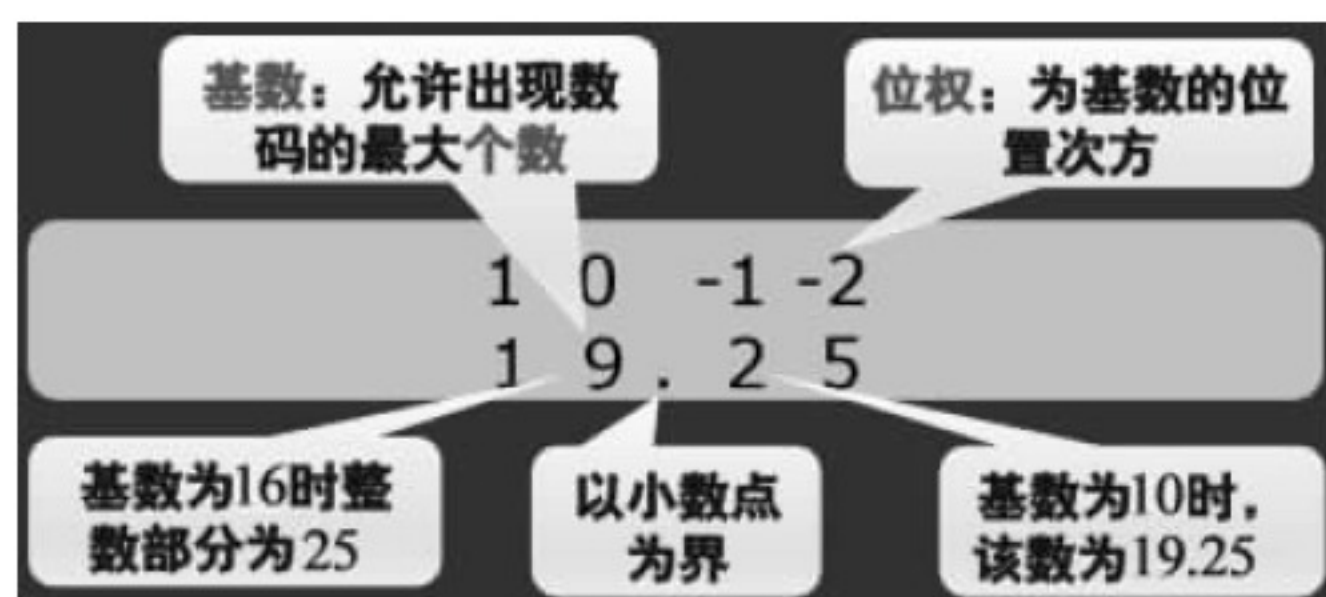 基数：允许出现数
码的最大个数
位权：为基数的位
置次方
1 0 -1 -2
1 9 . 2 5
基数为16时整
数部分为25
以小数点
为界
基数为10时，
该数为19.25